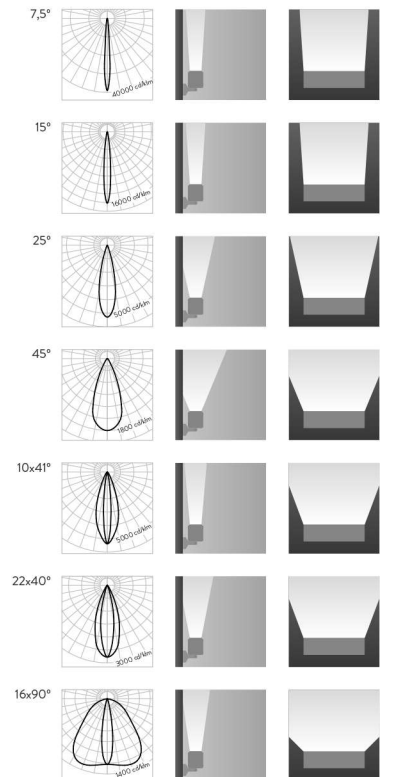 7,5°
40000 cd/klm
15°
16000 cd/klm
25°
5000 cd/klm
45°
1800 cd/klm
10x41°
5000 cd/klm
22x40°
3000 cd/klm
16x90°
1400 cd/klm